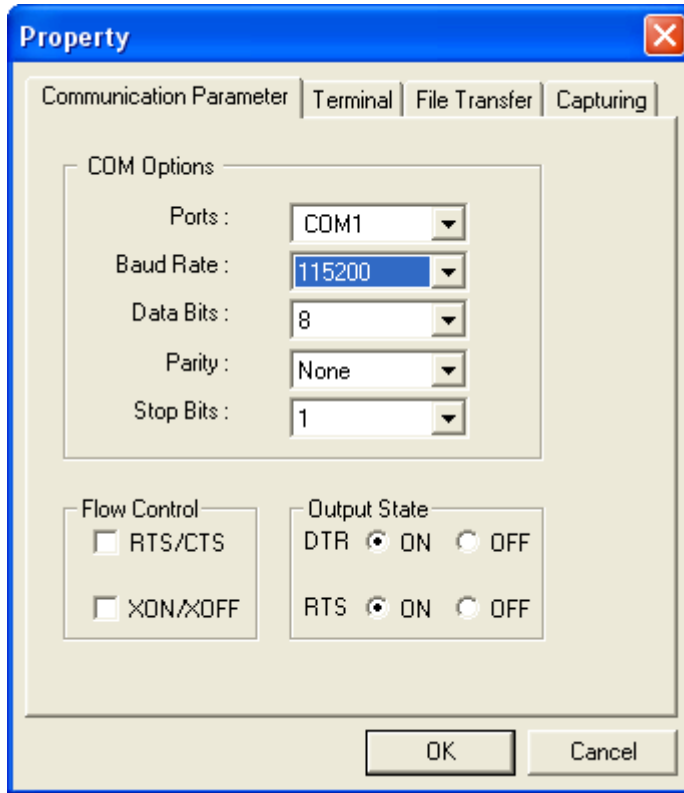 Property
Communication Parameter Terminal File Transfer Capturing
COM Options
Ports : COM1
Baud Rate : 115200
Data Bits : 8
Parity : None
Stop Bits : 1
Flow Control
RTS/CTS
XON/XOFF
Output State
DTR ON OFF
RTS ON OFF
OK Cancel